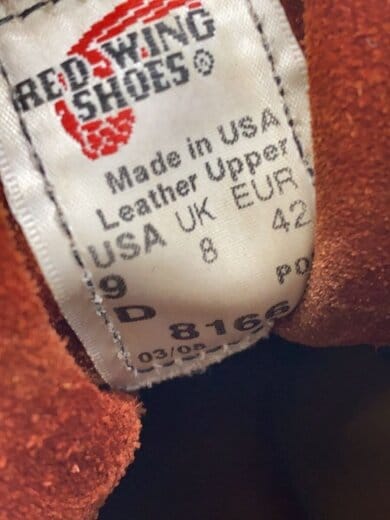 RED WING
SHOES®
Made in USA
Leather Upper
USA UK EUR
9 8 42
D PO
8166
03/05